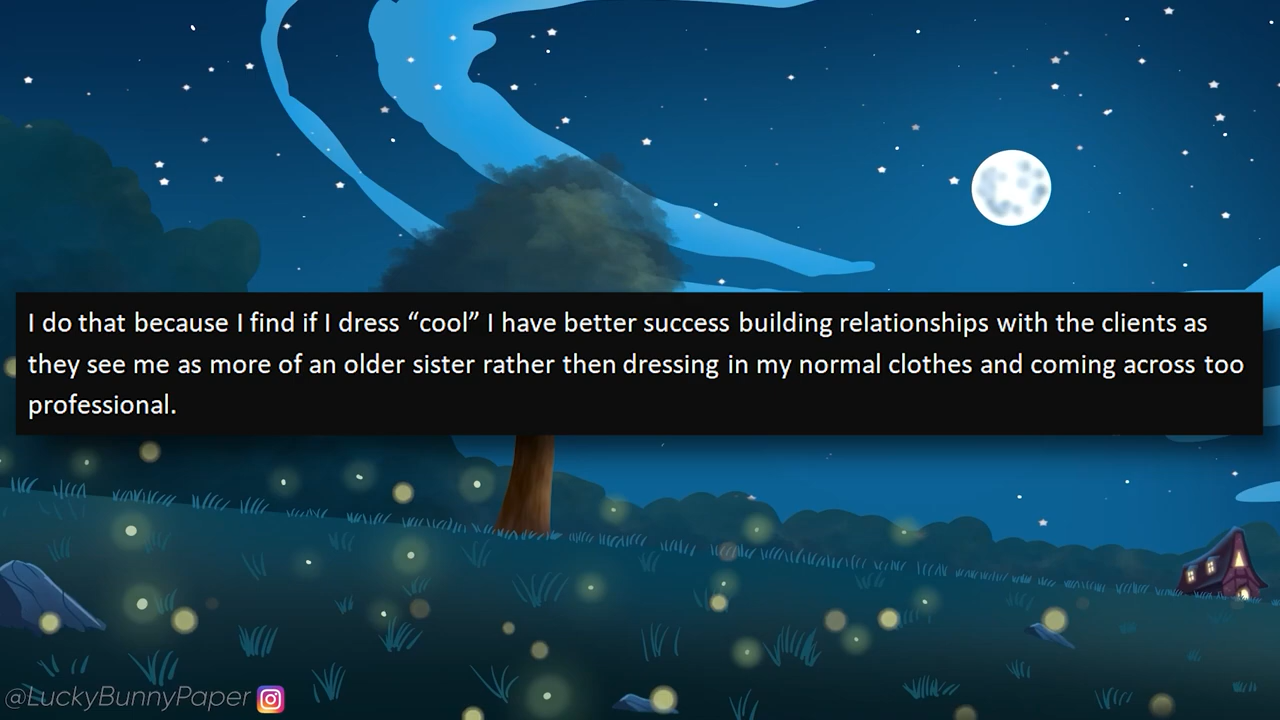 I do that because I find if I dress “cool” I have better success building relationships with the clients as
they see me as more of an older sister rather then dressing in my normal clothes and coming across too
professional.
@LuckyBunnyPaper